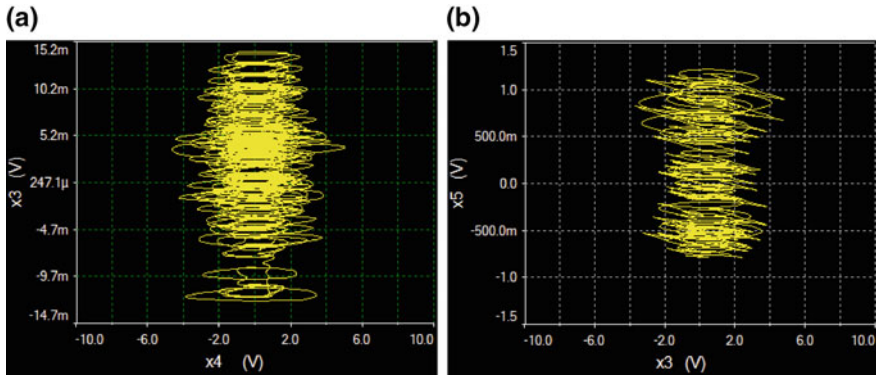 (a)
15.2m
10.2m
5.2m
x3 (V)
247.1µ
-4.7m
-9.7m
-14.7m
-10.0 -6.0 -2.0 2.0 6.0 10.0
x4 (V)
(b)
1.5
1.0
500.0m
x5 (V)
0.0
-500.0m
-1.0
-1.5
-10.0 -6.0 -2.0 2.0 6.0 10.0
x3 (V)